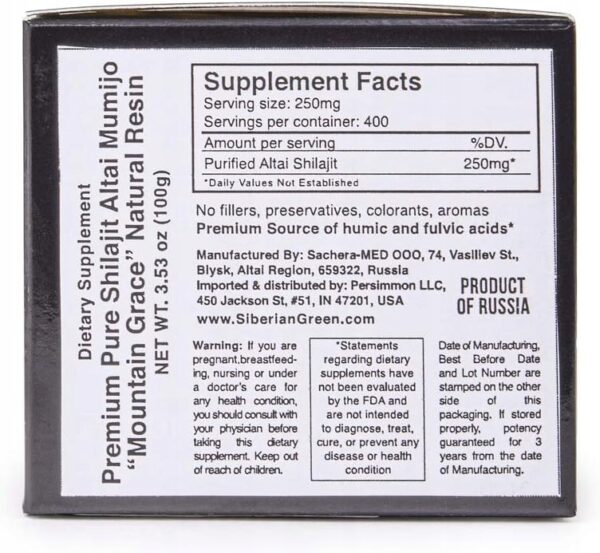 Dietary Supplement
Premium Pure Shilajit Altai Mumijo
"Mountain Grace" Natural Resin
NET WT. 3.53 oz (100g)
Supplement Facts
Serving size: 250mg
Servings per container: 400
Amount per serving %DV.
Purified Altai Shilajit 250mg*
*Daily Values Not Established
No fillers, preservatives, colorants, aromas
Premium Source of humic and fulvic acids*
Manufactured By: Sachera-MED OOO, 74, Vasiliev St.,
Biysk, Altai Region, 659322, Russia
Imported & distributed by: Persimmon LLC,
450 Jackson St, #51, IN 47201, USA
www.SiberianGreen.com
PRODUCT
OF RUSSIA
Warning: If you are
pregnant,breastfeed-
ing, nursing or under
a doctor's care for
any health condition,
you should consult with
your physician before
taking this dietary
supplement. Keep out
of reach of children.
*Statements
regarding dietary
supplements have
not been evaluated
by the FDA and
are not intended
to diagnose, treat,
cure, or prevent any
disease or health
condition
Date of Manufacturing,
Best Before Date
and Lot Number are
stamped on the other
side of this
packaging. If stored
properly, potency
guaranteed for 3
years from the date
of Manufacturing.